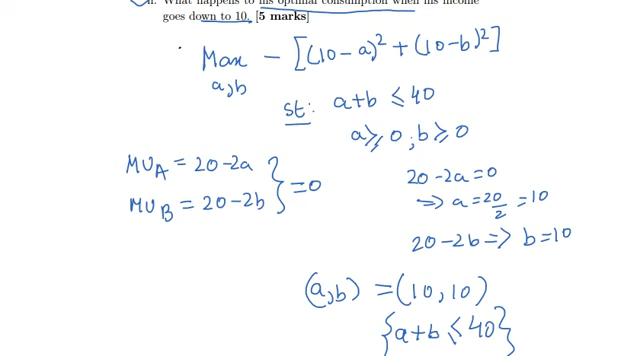 ii. What happens to his optimal consumption when his income
goes down to 10. [5 marks]
Max - [(10-a)² + (10-b)²]
a,b
st: a+b ≤ 40
a ≥ 0 ; b ≥ 0
MU_A = 20-2a
MU_B = 20-2b } = 0
20-2a=0
⇒ a = 20/2 = 10
20-2b ⇒ b=10
(a,b) = (10,10)
{a+b ≤ 40}